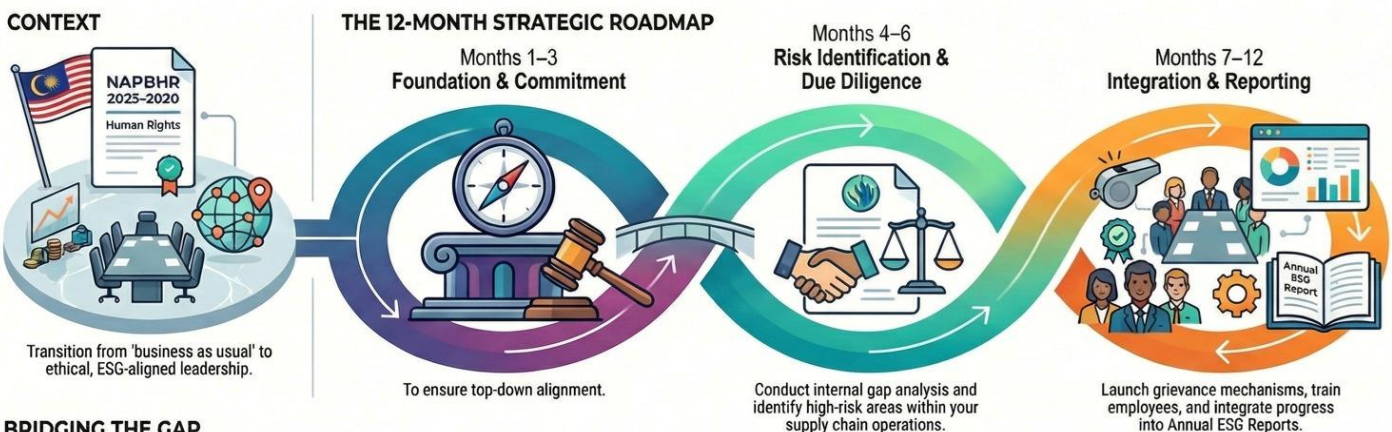 CONTEXT
NAPBHR
2025–2020
Human Rights
Transition from 'business as usual' to
ethical, ESG-aligned leadership.
THE 12-MONTH STRATEGIC ROADMAP
Months 1–3
Foundation & Commitment
To ensure top-down alignment.
Months 4–6
Risk Identification &
Due Diligence
Conduct internal gap analysis and
identify high-risk areas within your
supply chain operations.
Months 7–12
Integration & Reporting
Annual
BSG
Report
Launch grievance mechanisms, train
employees, and integrate progress
into Annual ESG Reports.
BRIDGING THE GAP